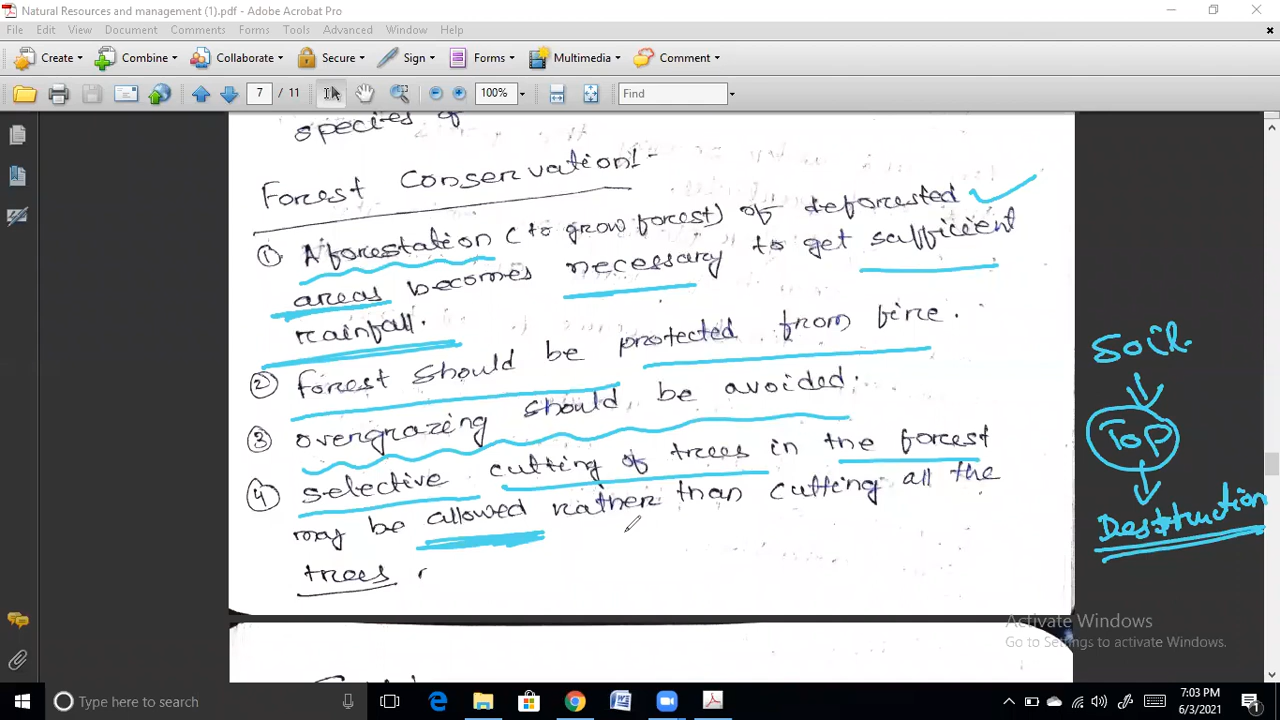 Natural Resources and management (1).pdf - Adobe Acrobat Pro
File Edit View Document Comments Forms Tools Advanced Window Help
Create Combine Collaborate Secure Sign Forms Multimedia Comment
7 / 11 100% Find
species of
Forest Conservation:-
① Aforestation (to grow forest) of deforested
areas becomes necessary to get sufficient
rainfall.
② Forest should be protected from fire.
③ overgrazing should be avoided.
④ selective cutting of trees in the forest
may be allowed rather than cutting all the
trees
Soil
Top
Destruction
Activate Windows
Go to Settings to activate Windows.
Type here to search
7:03 PM
6/3/2021
1